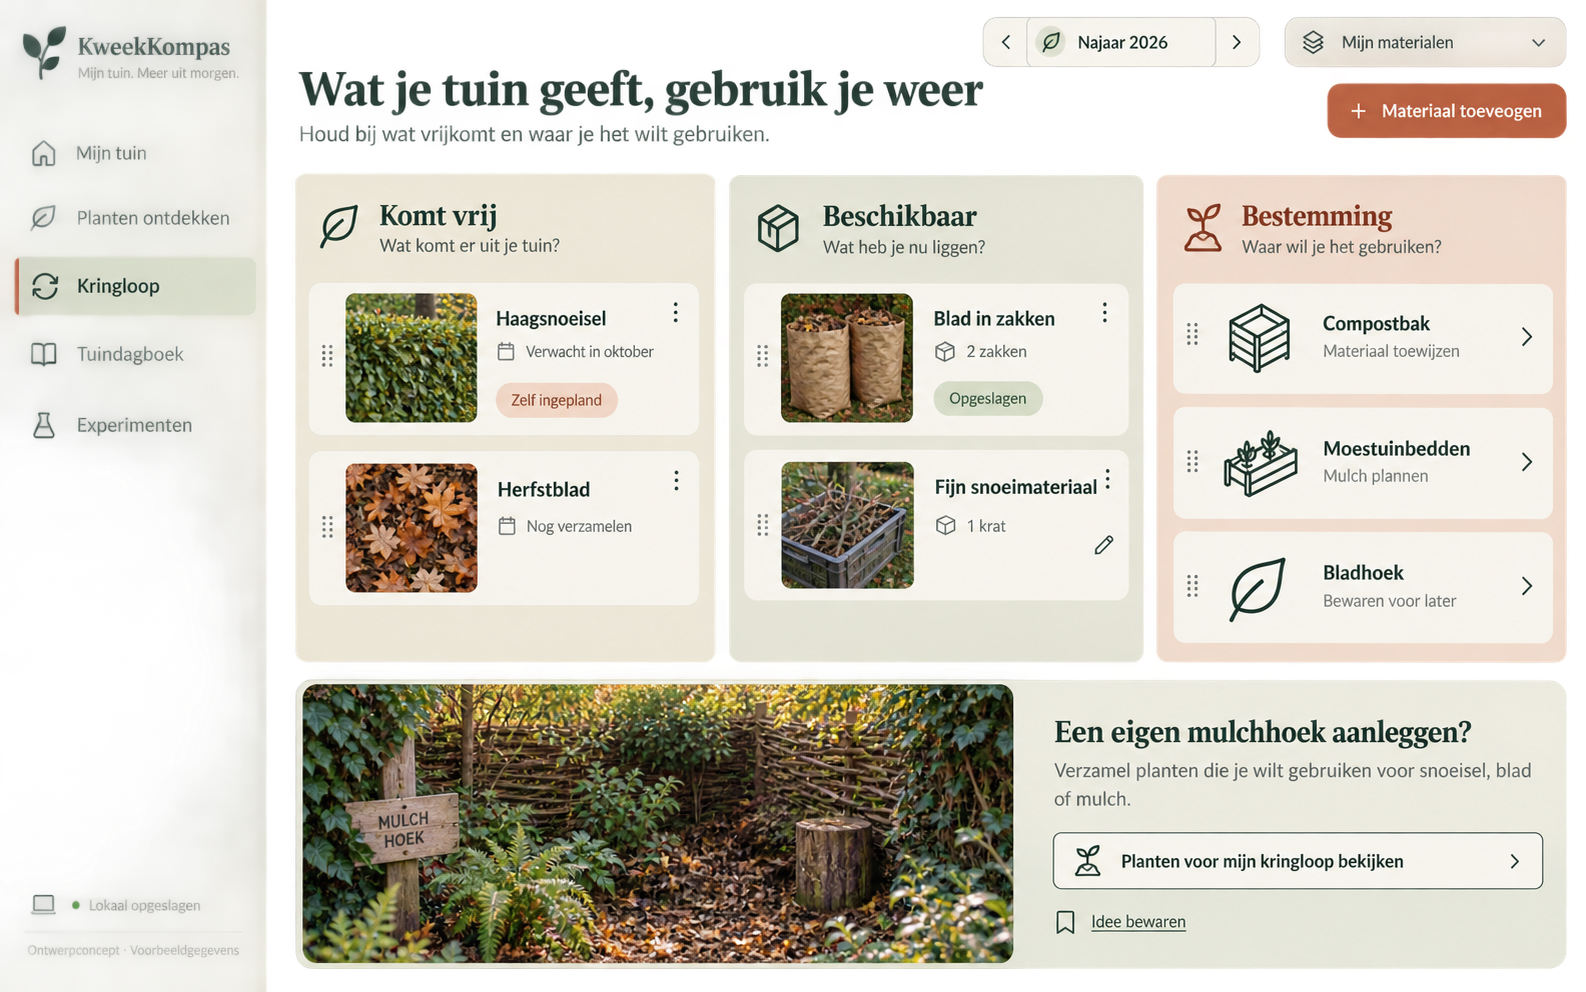 KweekKompas
Mijn tuin. Meer uit morgen.
Mijn tuin
Planten ontdekken
Kringloop
Tuindagboek
Experimenten
Lokaal opgeslagen
Ontwerpconcept · Voorbeeldgegevens
Najaar 2026
Mijn materialen
Wat je tuin geeft, gebruik je weer
Houd bij wat vrijkomt en waar je het wilt gebruiken.
+ Materiaal toeveogen
Komt vrij
Wat komt er uit je tuin?
Haagsnoeisel
Verwacht in oktober
Zelf ingepland
Herfstblad
Nog verzamelen
Beschikbaar
Wat heb je nu liggen?
Blad in zakken
2 zakken
Opgeslagen
Fijn snoeimateriaal
1 krat
Bestemming
Waar wil je het gebruiken?
Compostbak
Materiaal toewijzen
Moestuinbedden
Mulch plannen
Bladhoek
Bewaren voor later
MULCH
HOEK
Een eigen mulchhoek aanleggen?
Verzamel planten die je wilt gebruiken voor snoeisel, blad
of mulch.
Planten voor mijn kringloop bekijken
Idee bewaren